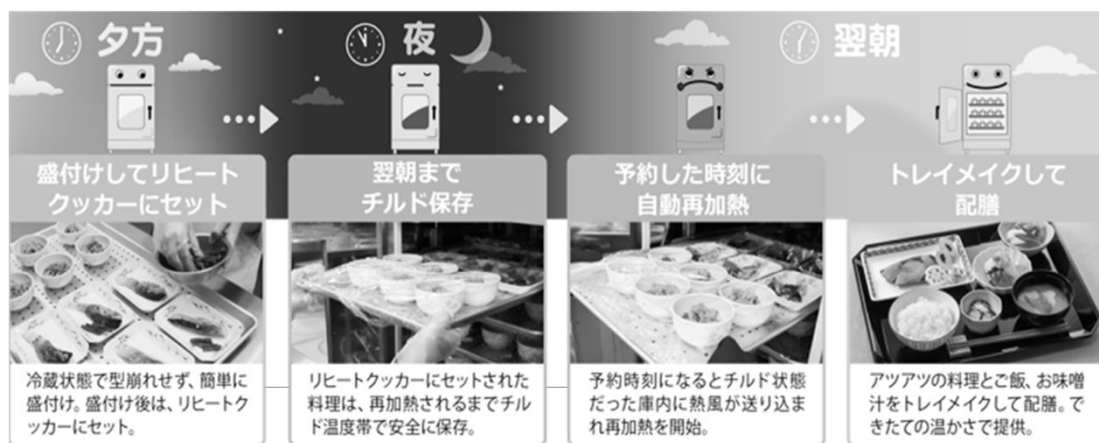 夕方
盛付けしてリヒート
クッカーにセット
冷蔵状態で型崩れせず、簡単に
盛付け。盛付け後は、リヒートク
ッカーにセット。
夜
翌朝まで
チルド保存
リヒートクッカーにセットされた
料理は、再加熱されるまでチル
ド温度帯で安全に保存。
翌朝
予約した時刻に
自動再加熱
予約時刻になるとチルド状態
だった庫内に熱風が送り込ま
れ再加熱を開始。
トレイメイクして
配膳
アツアツの料理とご飯、お味噌
汁をトレイメイクして配膳。で
きたての温かさで提供。